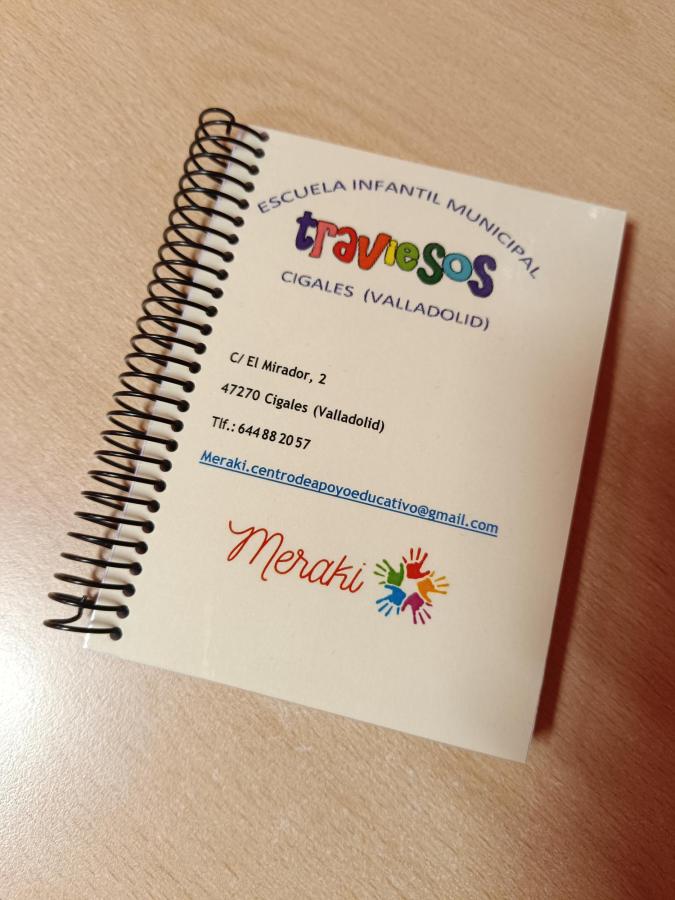 ESCUELA INFANTIL MUNICIPAL
traviesos
CIGALES (VALLADOLID)
C/ El Mirador, 2
47270 Cigales (Valladolid)
Tlf.: 644 88 20 57
Meraki.centrodeapoyoeducativo@gmail.com
Meraki